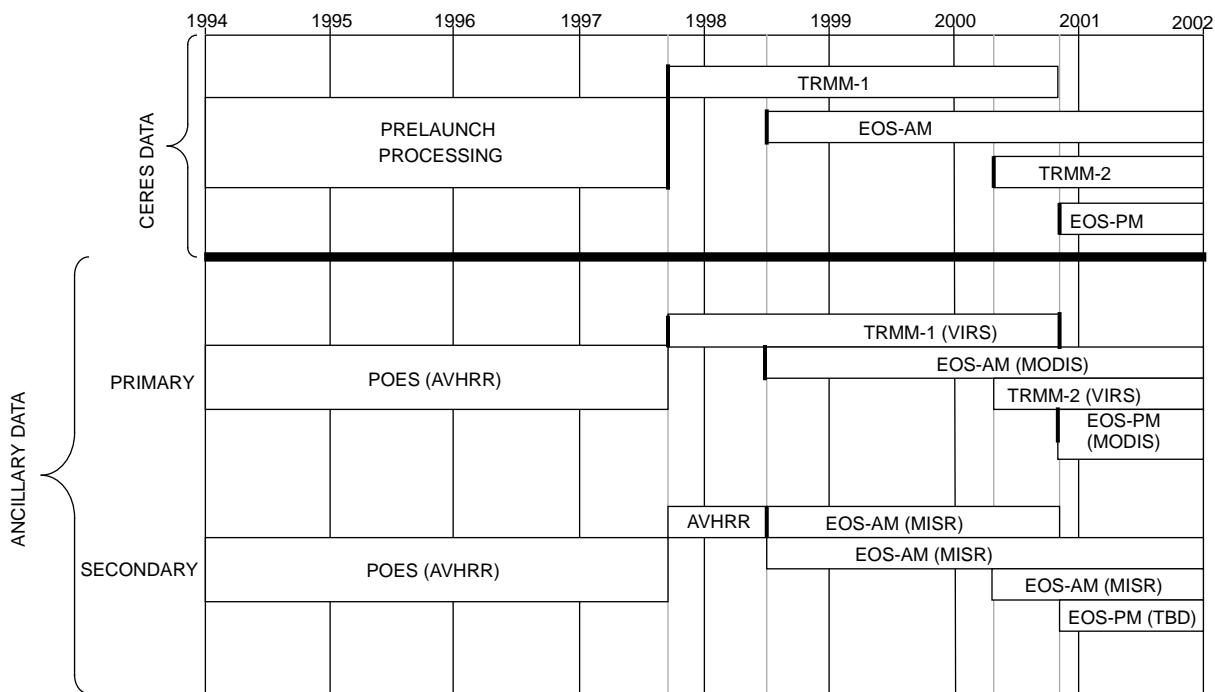 1994 1995 1996 1997 1998 1999 2000 2001 2002
CERES DATA
TRMM-1
PRELAUNCH
PROCESSING
EOS-AM
TRMM-2
EOS-PM
ANCILLARY DATA
PRIMARY
TRMM-1 (VIRS)
POES (AVHRR)
EOS-AM (MODIS)
TRMM-2 (VIRS)
EOS-PM
(MODIS)
SECONDARY
AVHRR
EOS-AM (MISR)
POES (AVHRR)
EOS-AM (MISR)
EOS-AM (MISR)
EOS-PM (TBD)